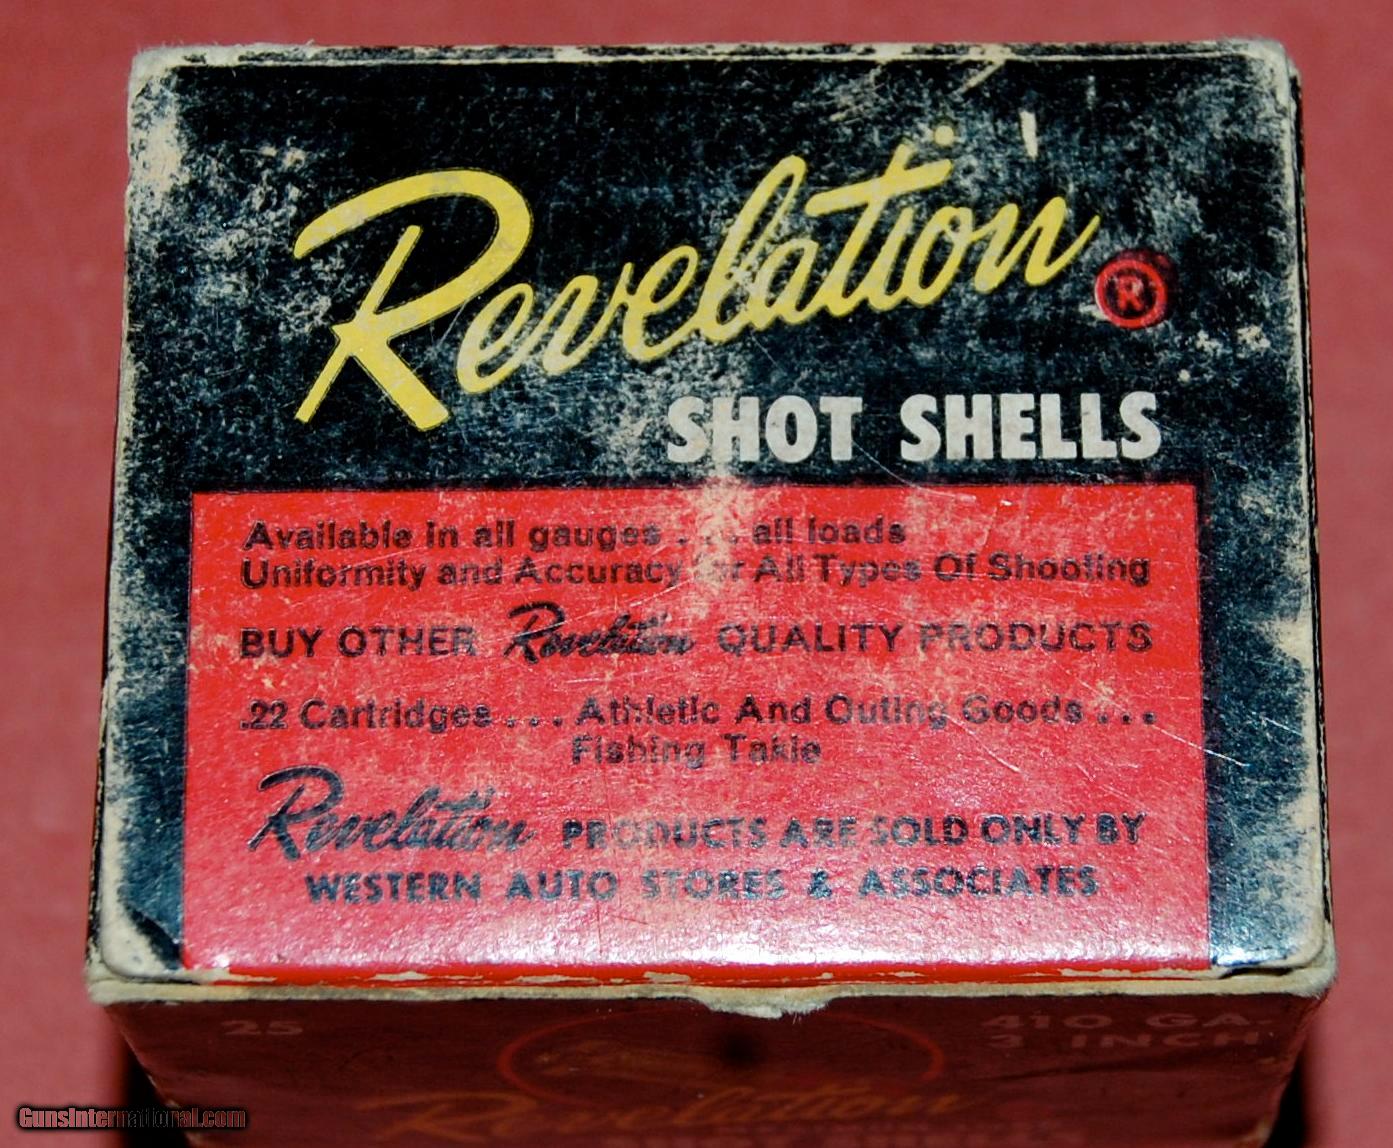 Revelation ®
SHOT SHELLS
Available in all gauges . . . all loads
Uniformity and Accuracy for All Types Of Shooting
BUY OTHER Revelation QUALITY PRODUCTS
.22 Cartridges . . . Athletic And Outing Goods . . .
Fishing Takle
Revelation PRODUCTS ARE SOLD ONLY BY
WESTERN AUTO STORES & ASSOCIATES
25
410 GA.
3 INCH
Revelation
GunsInternational.com